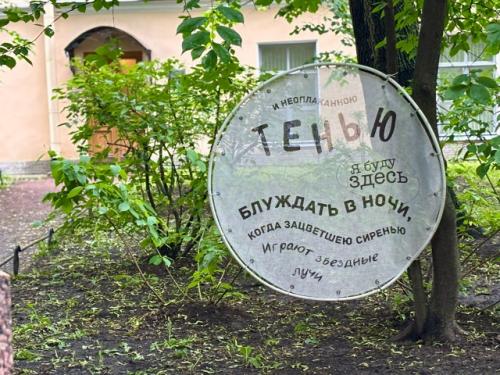 И НЕОПЛАКАННОЮ
ТЕНЬЮ
Я буду
здесь
БЛУЖДАТЬ В НОЧИ,
КОГДА ЗАЦВЕТШЕЮ СИРЕНЬЮ
Играют звездные
лучи